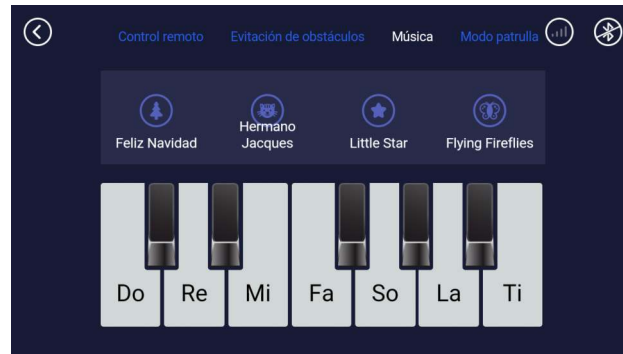 Control remoto Evitación de obstáculos Música Modo patrulla
Feliz Navidad Hermano Jacques Little Star Flying Fireflies
Do Re Mi Fa So La Ti